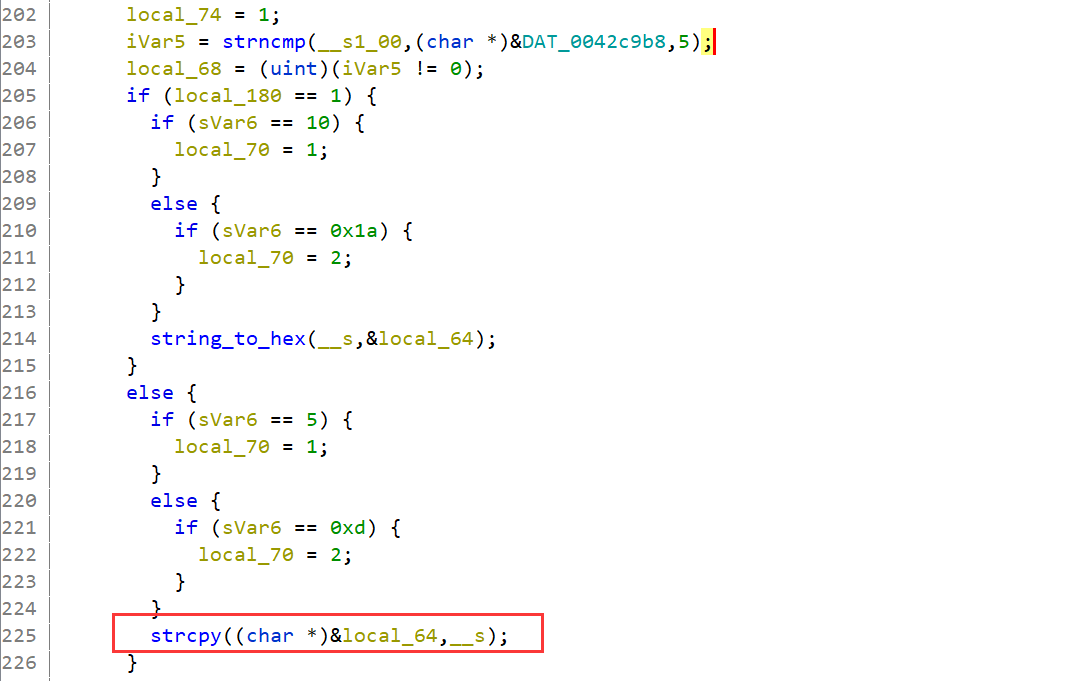 202 local_74 = 1;
203 iVar5 = strncmp(__s1_00,(char *)&DAT_0042c9b8,5);
204 local_68 = (uint)(iVar5 != 0);
205 if (local_180 == 1) {
206 if (sVar6 == 10) {
207 local_70 = 1;
208 }
209 else {
210 if (sVar6 == 0x1a) {
211 local_70 = 2;
212 }
213 }
214 string_to_hex(__s,&local_64);
215 }
216 else {
217 if (sVar6 == 5) {
218 local_70 = 1;
219 }
220 else {
221 if (sVar6 == 0xd) {
222 local_70 = 2;
223 }
224 }
225 strcpy((char *)&local_64,__s);
226 }